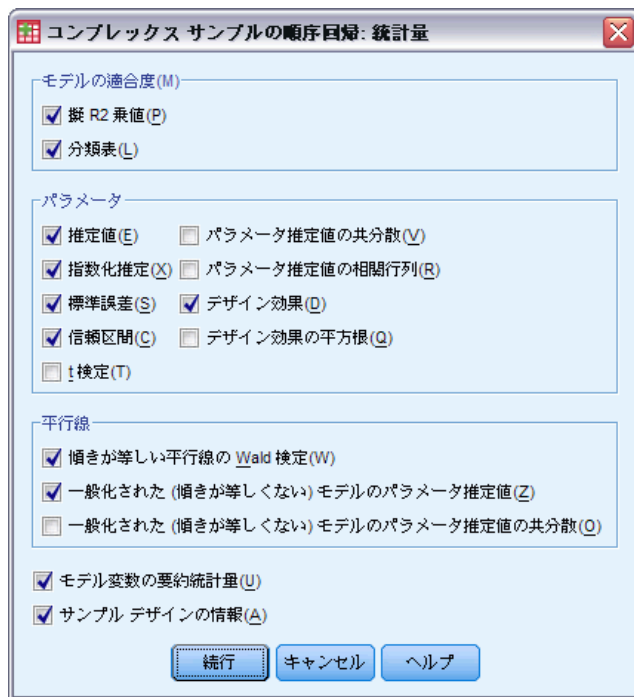 コンプレックス サンプルの順序回帰: 統計量
モデルの適合度(M)
擬 R2 乗値(P)
分類表(L)
パラメータ
推定値(E) パラメータ推定値の共分散(V)
指数化推定(X) パラメータ推定値の相関行列(R)
標準誤差(S) デザイン効果(D)
信頼区間(C) デザイン効果の平方根(Q)
t 検定(T)
平行線
傾きが等しい平行線の Wald 検定(W)
一般化された (傾きが等しくない) モデルのパラメータ推定値(Z)
一般化された (傾きが等しくない) モデルのパラメータ推定値の共分散(O)
モデル変数の要約統計量(U)
サンプル デザインの情報(A)
続行 キャンセル ヘルプ